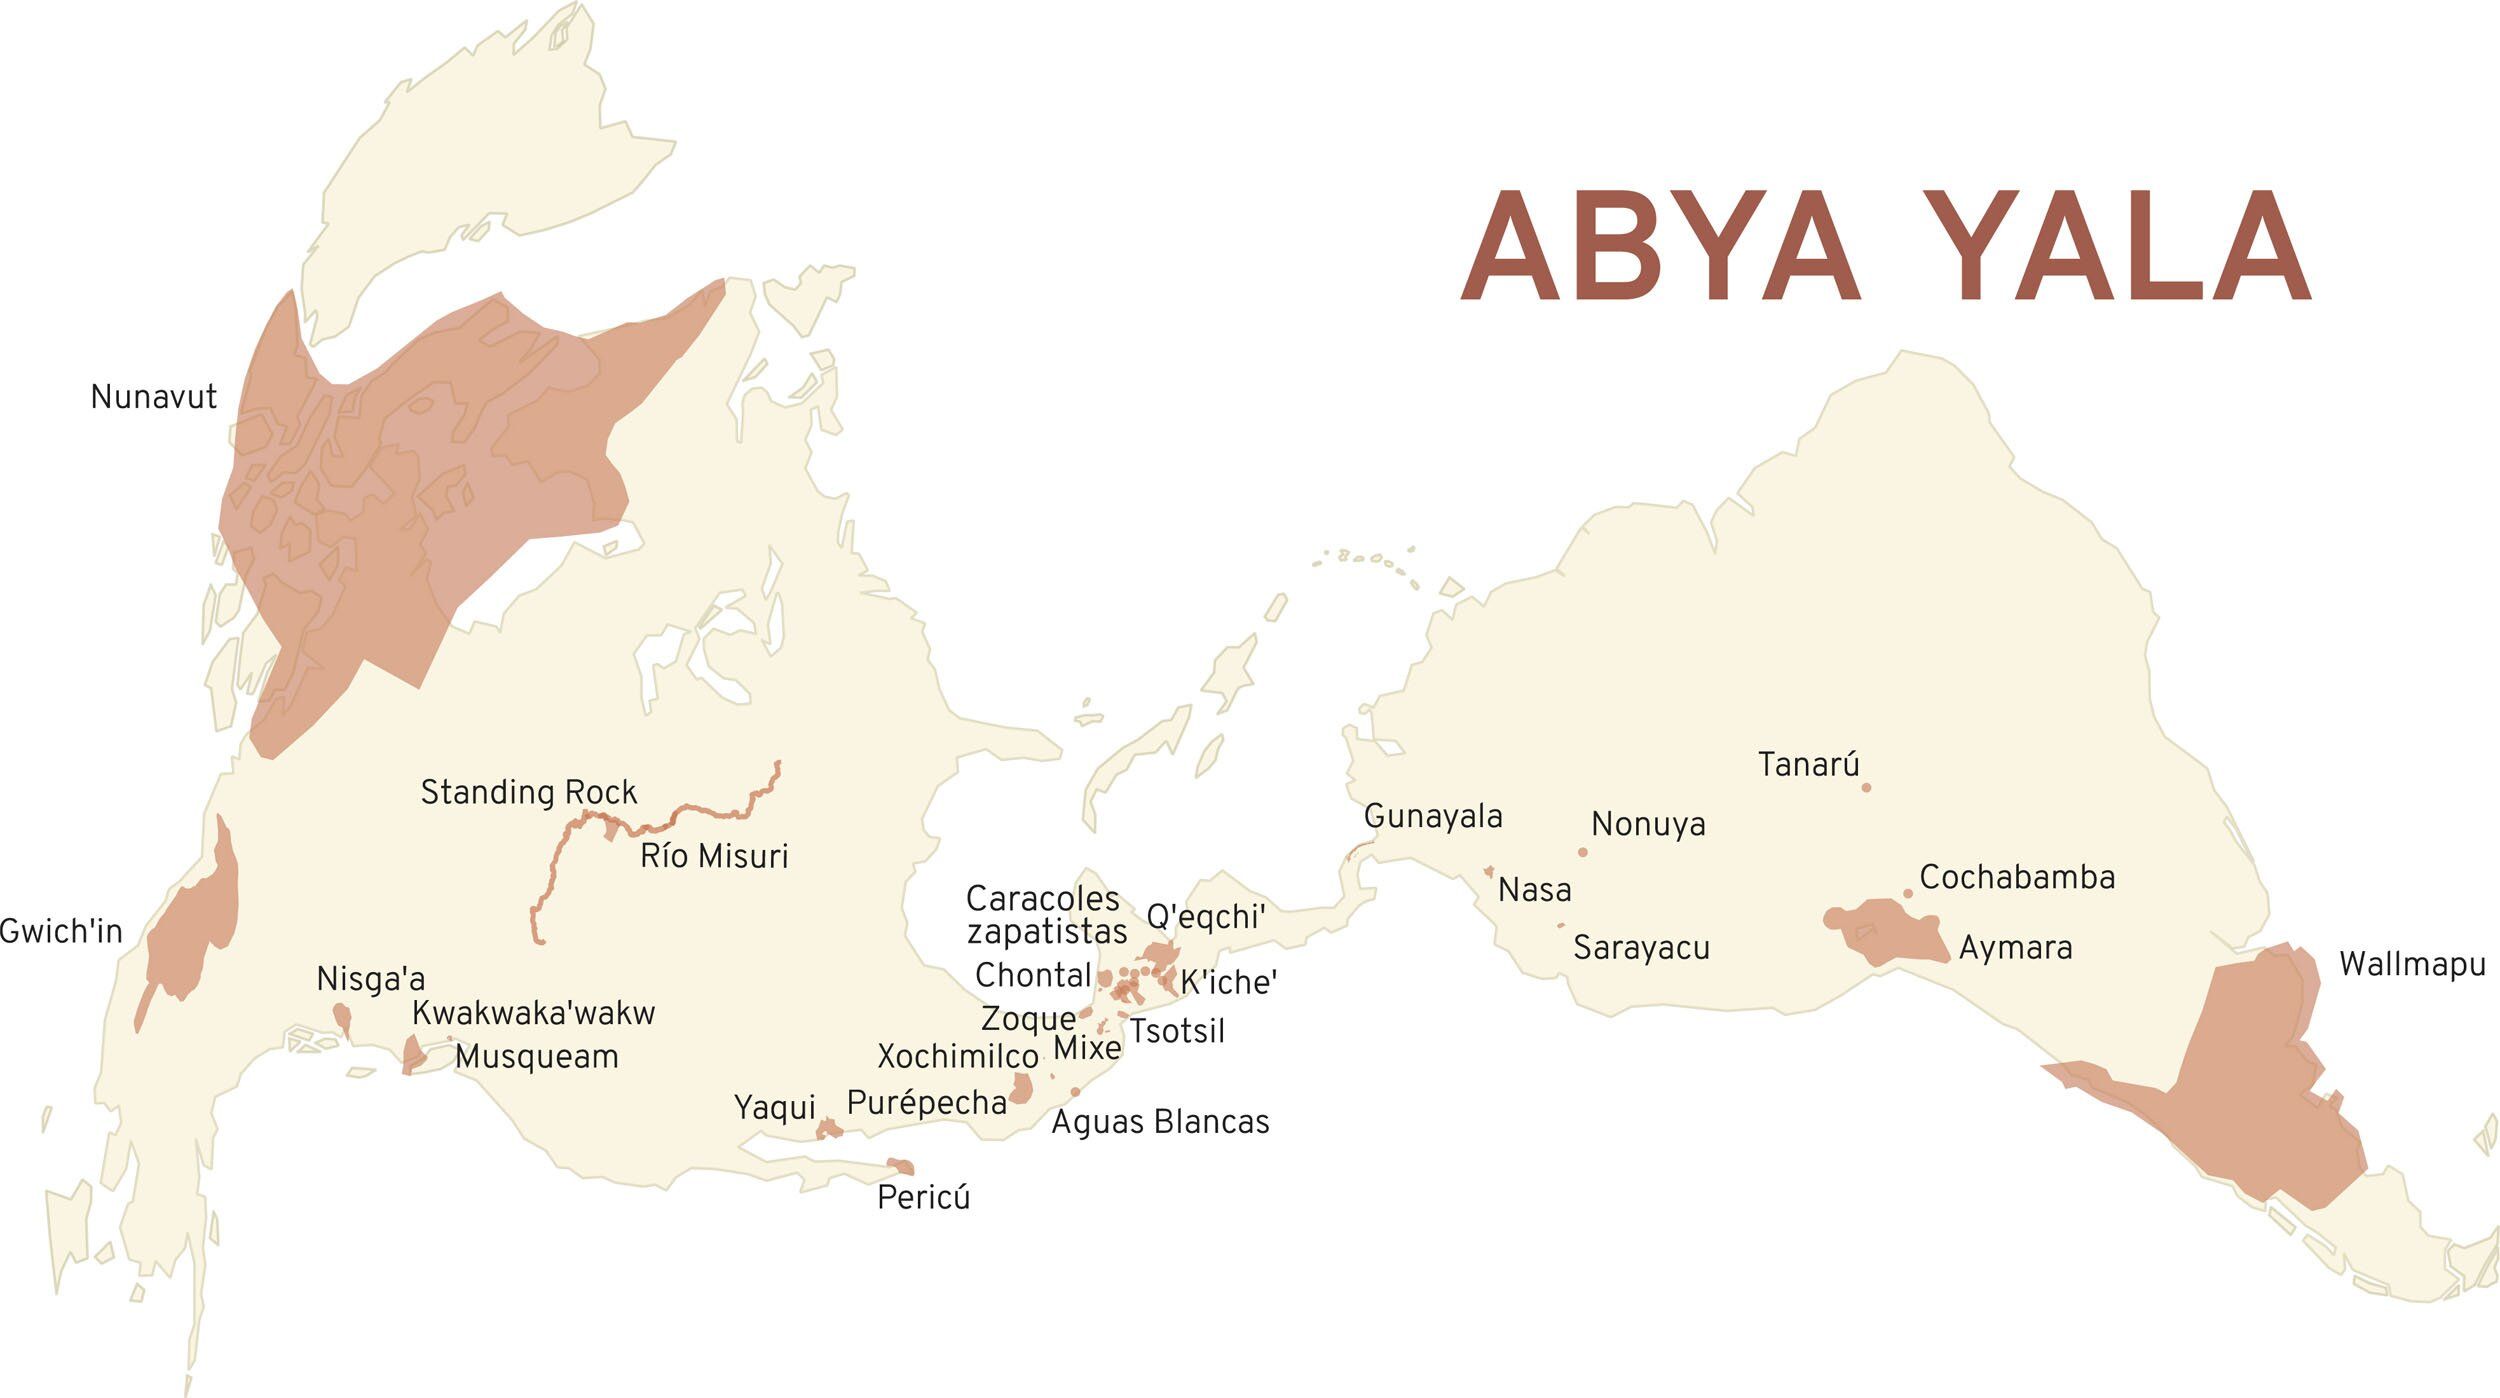 ABYA YALA
Nunavut
Tanarú
Standing Rock
Gunayala
Nonuya
Río Misuri
Nasa
Cochabamba
Caracoles
zapatistas
Q'eqchi'
Gwich'in
Sarayacu
Aymara
Wallmapu
Nisga'a
Chontal
K'iche'
Kwakwaka'wakw
Zoque
Tsotsil
Musqueam
Xochimilco
Mixe
Yaqui
Purépecha
Aguas Blancas
Pericú